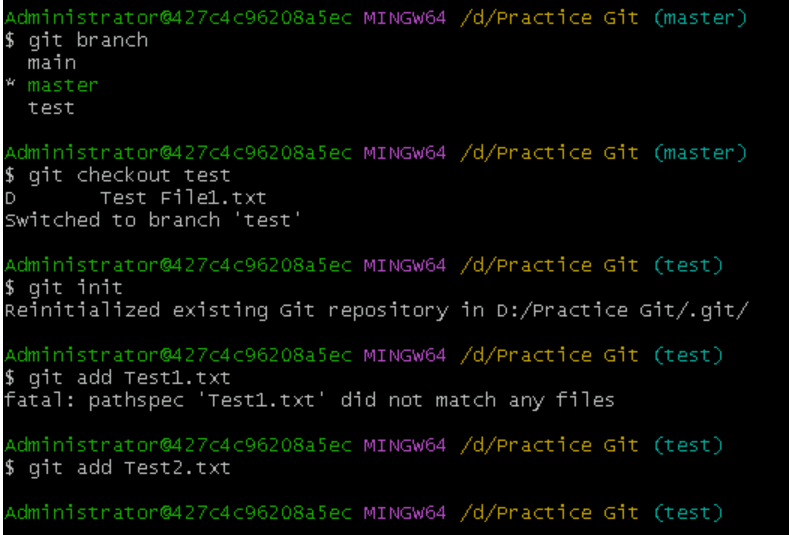 Administrator@427c4c96208a5ec MINGW64 /d/Practice Git (master)
$ git branch
  main
* master
  test
Administrator@427c4c96208a5ec MINGW64 /d/Practice Git (master)
$ git checkout test
D       Test File1.txt
Switched to branch 'test'
Administrator@427c4c96208a5ec MINGW64 /d/Practice Git (test)
$ git init
Reinitialized existing Git repository in D:/Practice Git/.git/
Administrator@427c4c96208a5ec MINGW64 /d/Practice Git (test)
$ git add Test1.txt
fatal: pathspec 'Test1.txt' did not match any files
Administrator@427c4c96208a5ec MINGW64 /d/Practice Git (test)
$ git add Test2.txt
Administrator@427c4c96208a5ec MINGW64 /d/Practice Git (test)